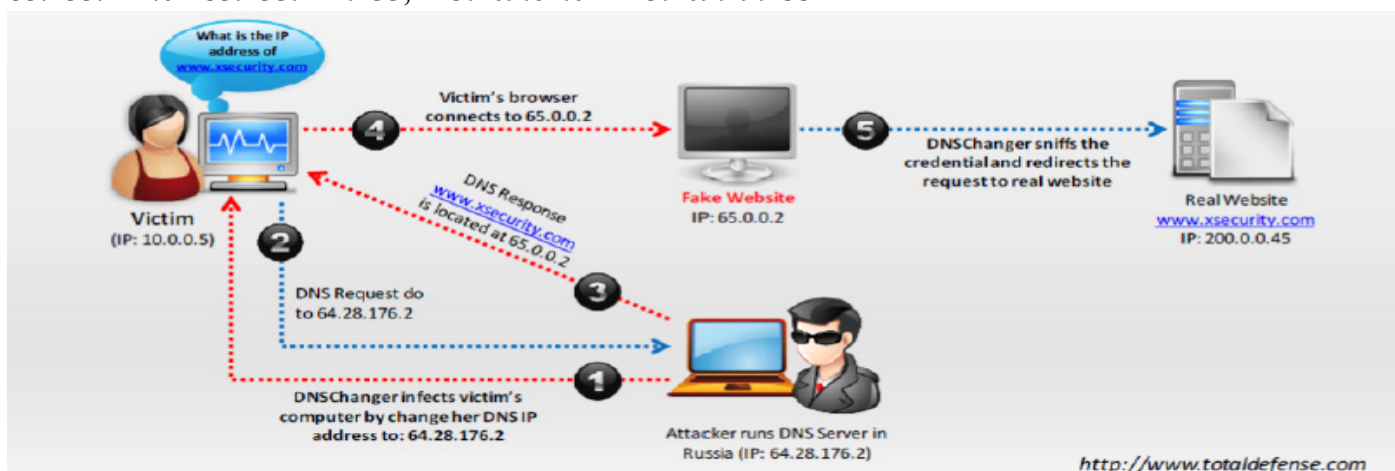 What is the IP
address of
www.xsecurity.com
Victim
(IP: 10.0.0.5)
4
Victim's browser
connects to 65.0.0.2
Fake Website
IP: 65.0.0.2
5
DNSChanger sniffs the
credential and redirects the
request to real website
Real Website
www.xsecurity.com
IP: 200.0.0.45
2
DNS Request do
to 64.28.176.2
DNS Response
www.xsecurity.com
is located at 65.0.0.2
3
1
DNSChanger infects victim's
computer by change her DNS IP
address to: 64.28.176.2
Attacker runs DNS Server in
Russia (IP: 64.28.176.2)
http://www.totaldefense.com